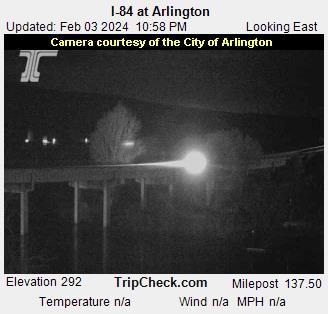 I-84 at Arlington
Updated: Feb 03 2024 10:58 PM Looking East
Camera courtesy of the City of Arlington
Elevation 292 TripCheck.com Milepost 137.50
Temperature n/a Wind n/a MPH n/a